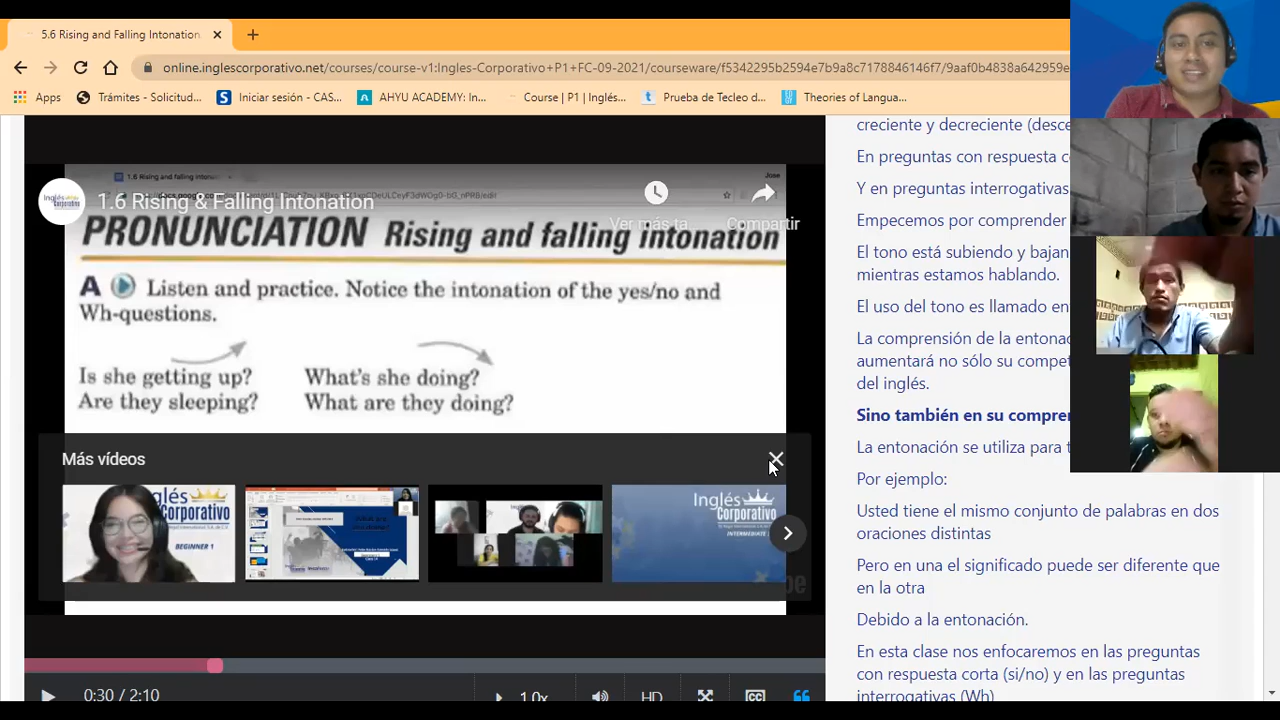 5.6 Rising and Falling Intonation
online.inglescorporativo.net/courses/course-v1:Ingles-Corporativo+P1+FC-09-2021/courseware/f5342295b2594e7b9a8c7178846146f7/9aaf0b4838a642959e
Apps
Trámites - Solicitud...
Iniciar sesión - CAS...
AHYU ACADEMY: In...
Course | P1 | Inglés...
Prueba de Tecleo d...
Theories of Langua...
1.6 Rising & Falling Intonation
Ver más ta
Compartir
PRONUNCIATION Rising and falling intonation
A Listen and practice. Notice the intonation of the yes/no and
Wh-questions.
Is she getting up?
What's she doing?
Are they sleeping?
What are they doing?
Más vídeos
Inglés
Corporativo
BEGINNER 1
Inglés
Corporativo
0:30 / 2:10
1.0x
HD
creciente y decreciente (desce
En preguntas con respuesta c
Y en preguntas interrogativas
Empecemos por comprender
El tono está subiendo y bajan
mientras estamos hablando.
El uso del tono es llamado en
La comprensión de la entona
aumentará no sólo su compet
del inglés.
Sino también en su compre
La entonación se utiliza para t
Por ejemplo:
Usted tiene el mismo conjunto de palabras en dos
oraciones distintas
Pero en una el significado puede ser diferente que
en la otra
Debido a la entonación.
En esta clase nos enfocaremos en las preguntas
con respuesta corta (si/no) y en las preguntas
interrogativas (Wh)